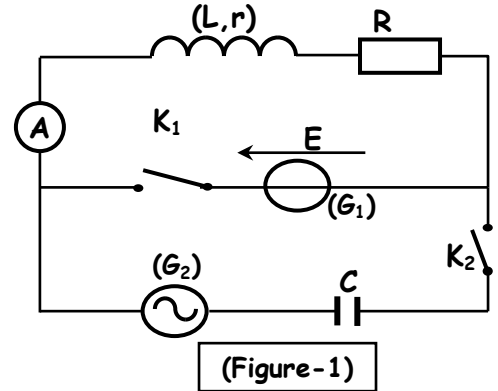 (L,r)
R
A
K₁
E
(G₁)
K₂
(G₂)
C
(Figure-1)